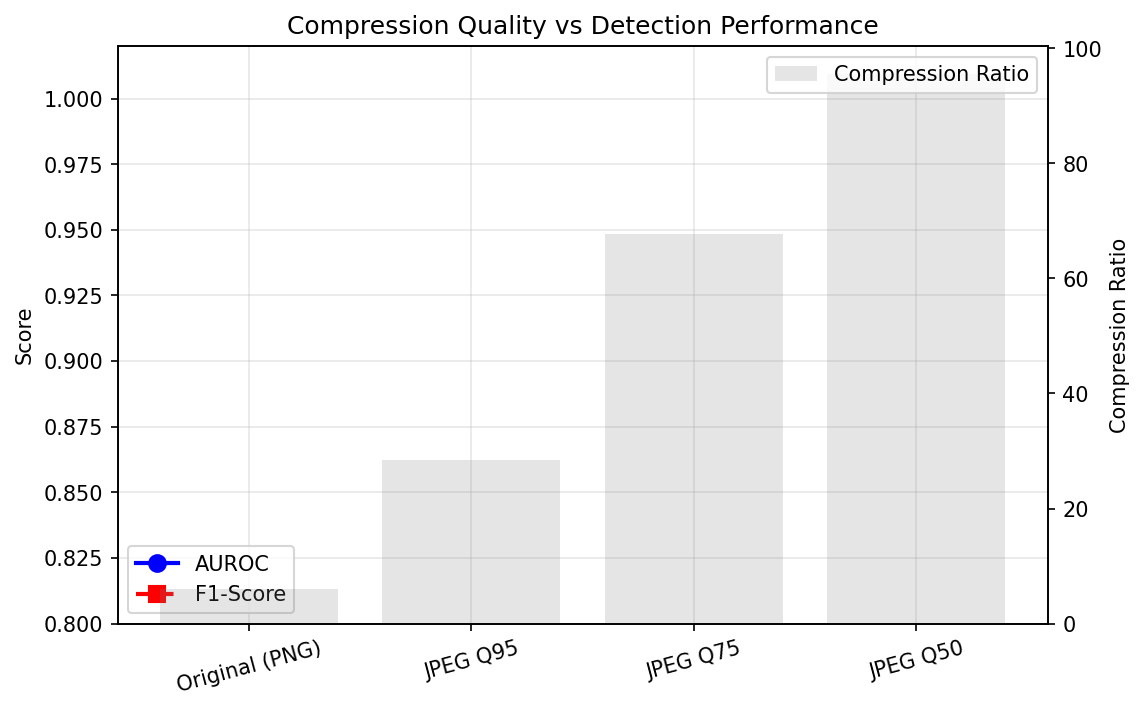 Compression Quality vs Detection Performance
Compression Ratio
1.000
0.975
0.950
0.925
0.900
0.875
0.850
0.825
0.800
Score
100
80
60
40
20
0
Compression Ratio
AUROC
F1-Score
Original (PNG)
JPEG Q95
JPEG Q75
JPEG Q50